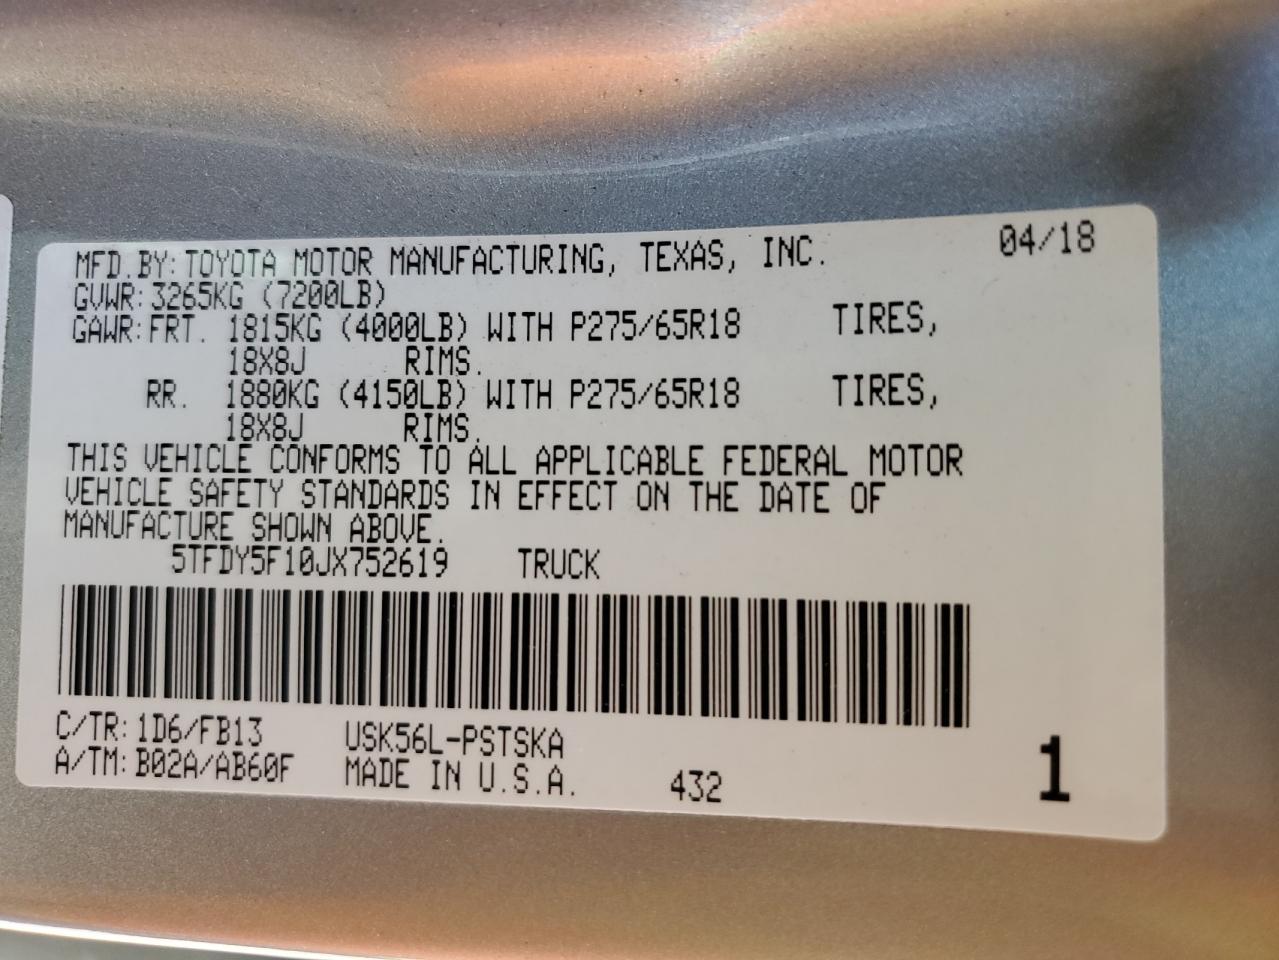 MFD.BY:TOYOTA MOTOR MANUFACTURING, TEXAS, INC. 04/18
GVWR:3265KG (7200LB)
GAWR:FRT. 1815KG (4000LB) WITH P275/65R18 TIRES,
18X8J RIMS.
RR. 1880KG (4150LB) WITH P275/65R18 TIRES,
18X8J RIMS.
THIS VEHICLE CONFORMS TO ALL APPLICABLE FEDERAL MOTOR
VEHICLE SAFETY STANDARDS IN EFFECT ON THE DATE OF
MANUFACTURE SHOWN ABOVE.
5TFDY5F10JX752619 TRUCK
C/TR:1D6/FB13 USK56L-PSTSKA
A/TM:B02A/AB60F MADE IN U.S.A. 432 1